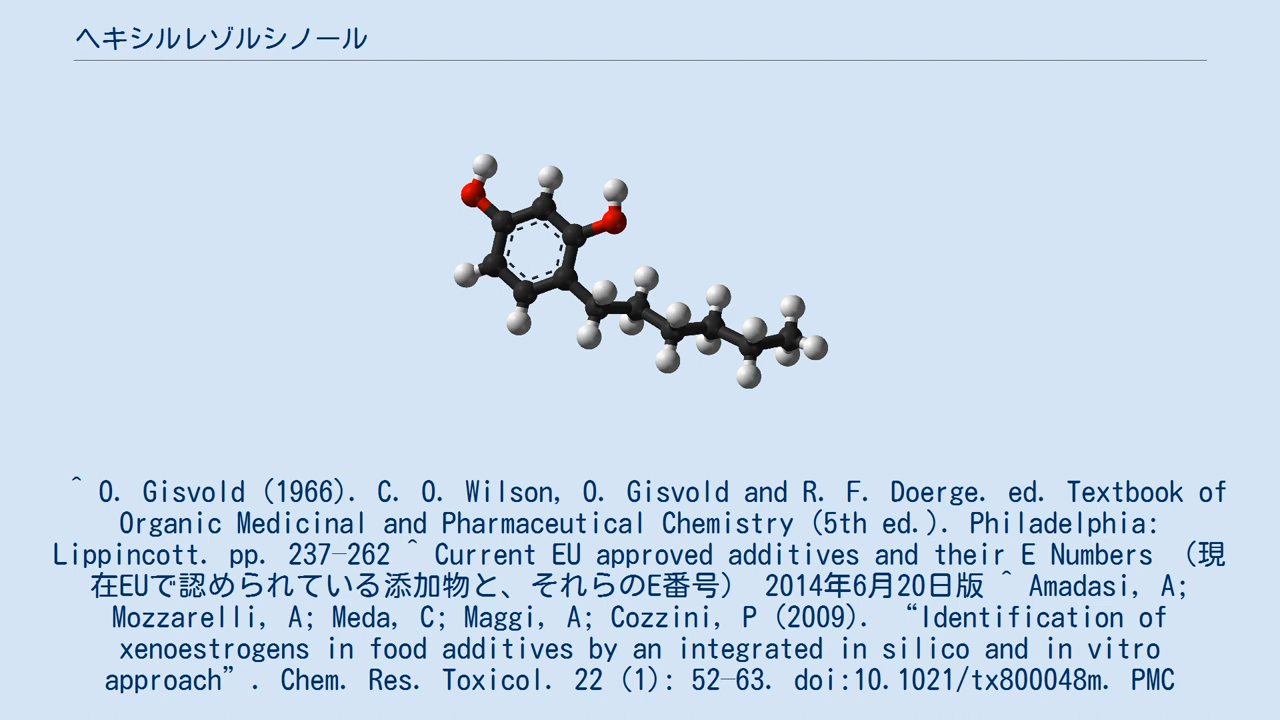 ヘキシルレゾルシノール
^ O. Gisvold (1966). C. O. Wilson, O. Gisvold and R. F. Doerge. ed. Textbook of
Organic Medicinal and Pharmaceutical Chemistry (5th ed.). Philadelphia:
Lippincott. pp. 237–262 ^ Current EU approved additives and their E Numbers （現
在EUで認められている添加物と、それらのE番号） 2014年6月20日版 ^ Amadasi, A;
Mozzarelli, A; Meda, C; Maggi, A; Cozzini, P (2009). “Identification of
xenoestrogens in food additives by an integrated in silico and in vitro
approach”. Chem. Res. Toxicol. 22 (1): 52–63. doi:10.1021/tx800048m. PMC